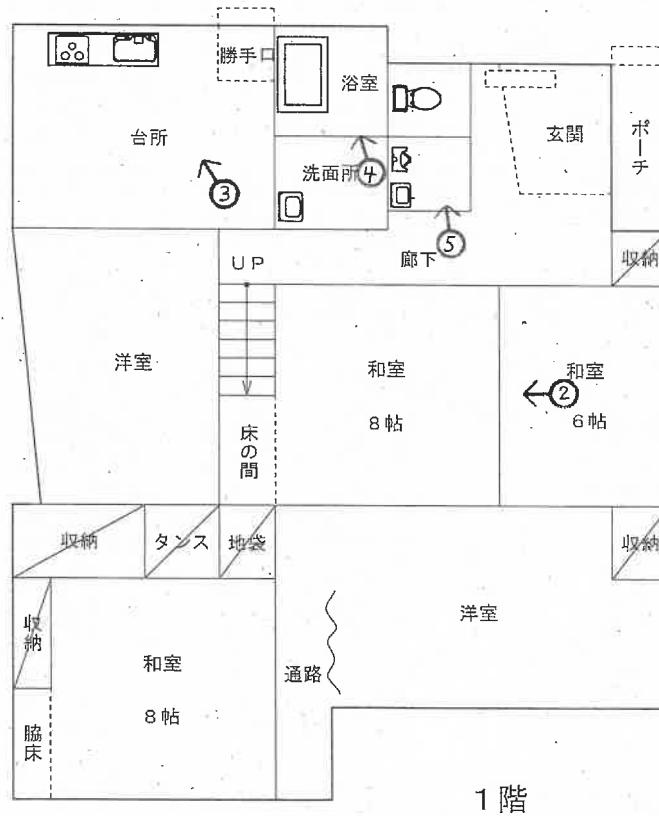 勝手口
浴室
台所
玄関
ポーチ
③
洗面所
④
⑤
廊下
収納
UP
洋室
和室
8帖
②
和室
6帖
床の間
収納
タンス
地袋
収納
洋室
収納
和室
8帖
通路
脇床
1階